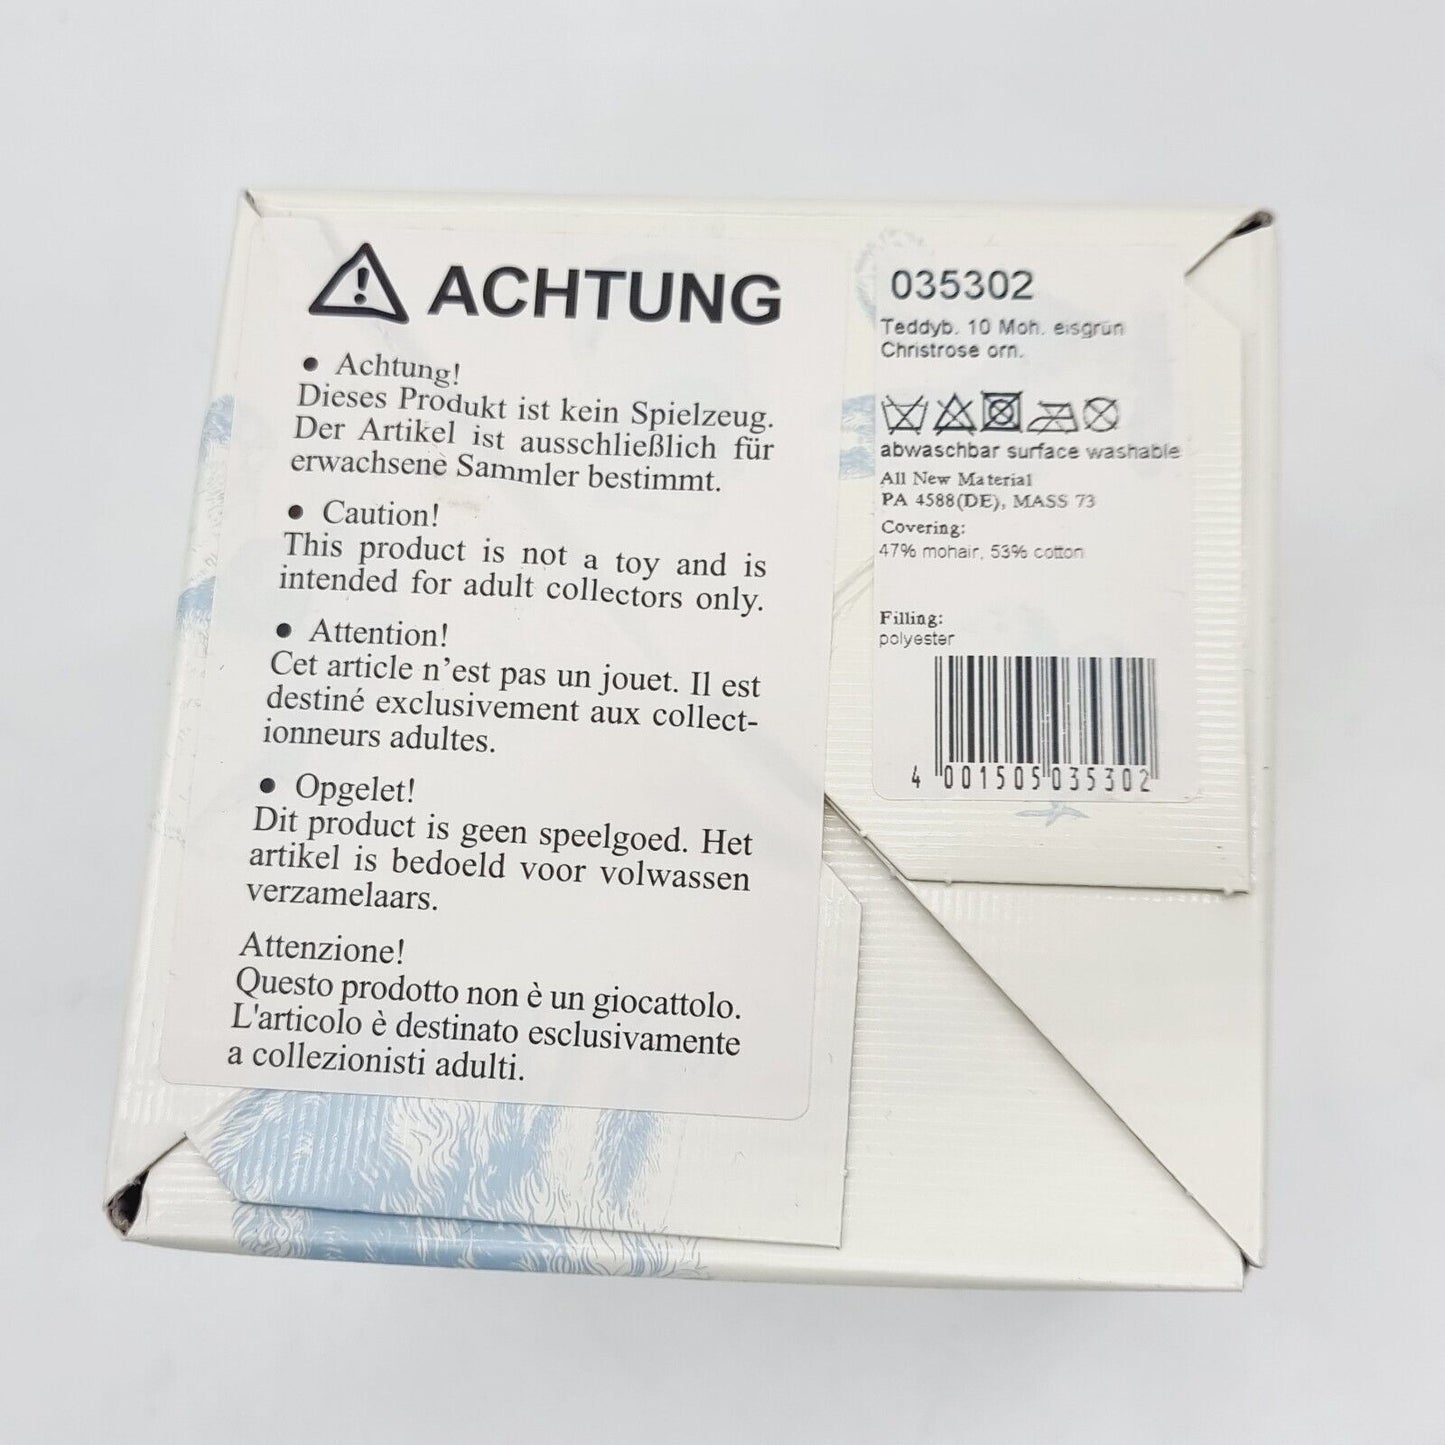 ACHTUNG
• Achtung!
Dieses Produkt ist kein Spielzeug.
Der Artikel ist ausschließlich für
erwachsene Sammler bestimmt.
• Caution!
This product is not a toy and is
intended for adult collectors only.
• Attention!
Cet article n’est pas un jouet. Il est
destiné exclusivement aux collect-
ionneurs adultes.
• Opgelet!
Dit product is geen speelgoed. Het
artikel is bedoeld voor volwassen
verzamelaars.
Attenzione!
Questo prodotto non è un giocattolo.
L'articolo è destinato esclusivamente
a collezionisti adulti.
035302
Teddyb. 10 Moh. eisgrün
Christrose orn.
abwaschbar surface washable
All New Material
PA 4588(DE), MASS 73
Covering:
47% mohair, 53% cotton
Filling:
polyester
4 001505 035302